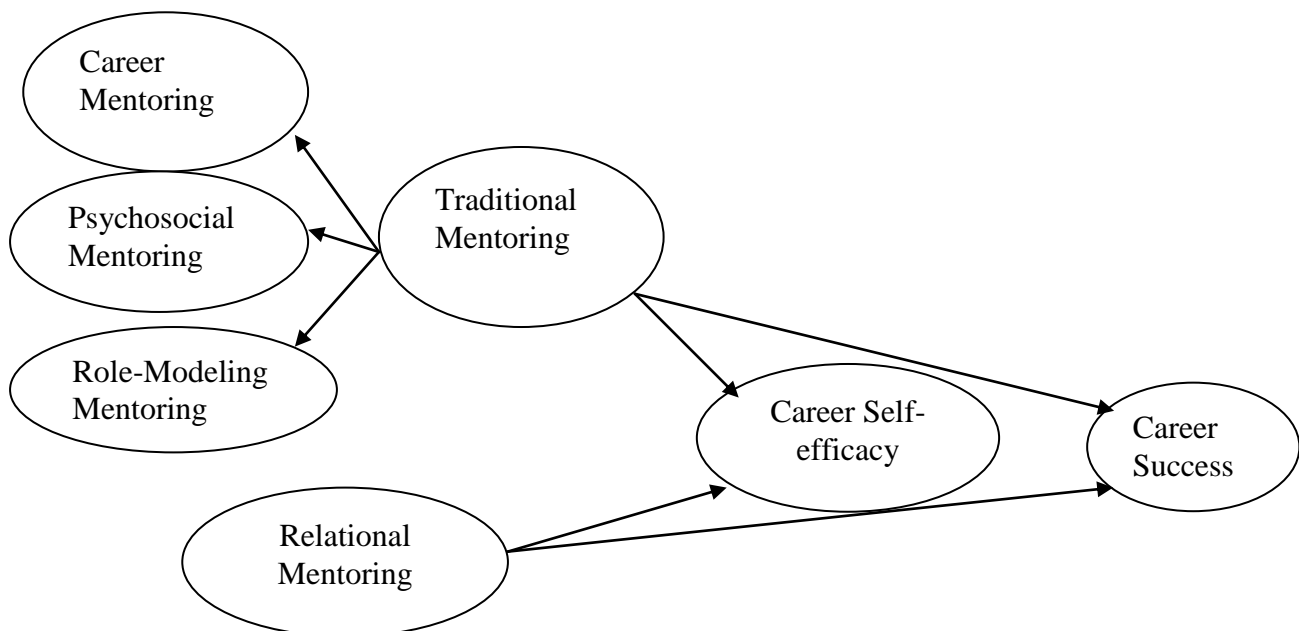 Career
Mentoring
Psychosocial
Mentoring
Role-Modeling
Mentoring
Traditional
Mentoring
Career Self-
efficacy
Career
Success
Relational
Mentoring